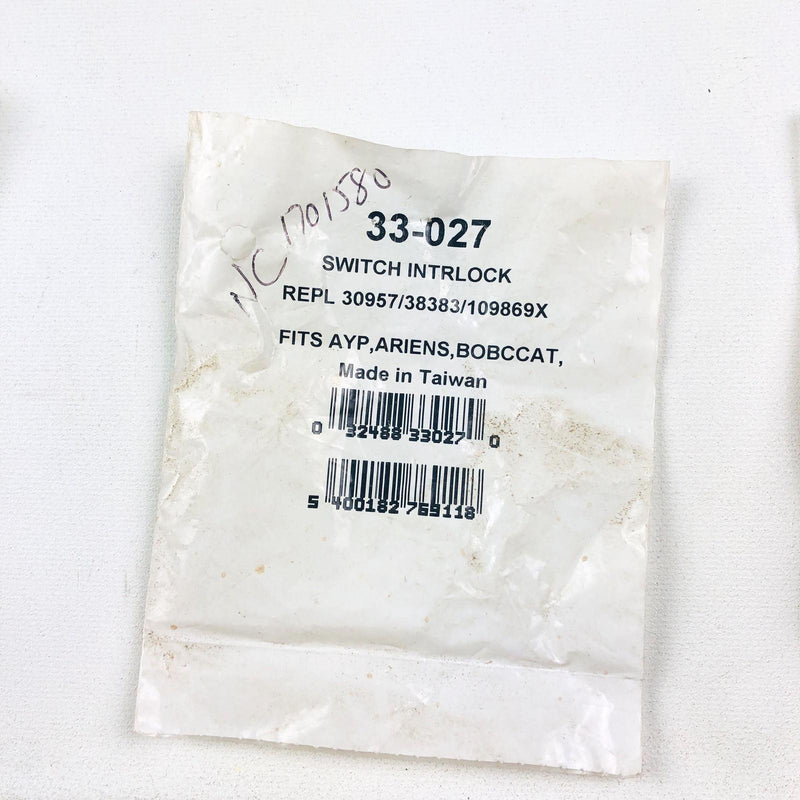 NC 1701580
33-027
SWITCH INTRLOCK
REPL 30957/38383/109869X
FITS AYP,ARIENS,BOBCCAT,
Made in Taiwan
0 32488 33027 0
5 400182 769118